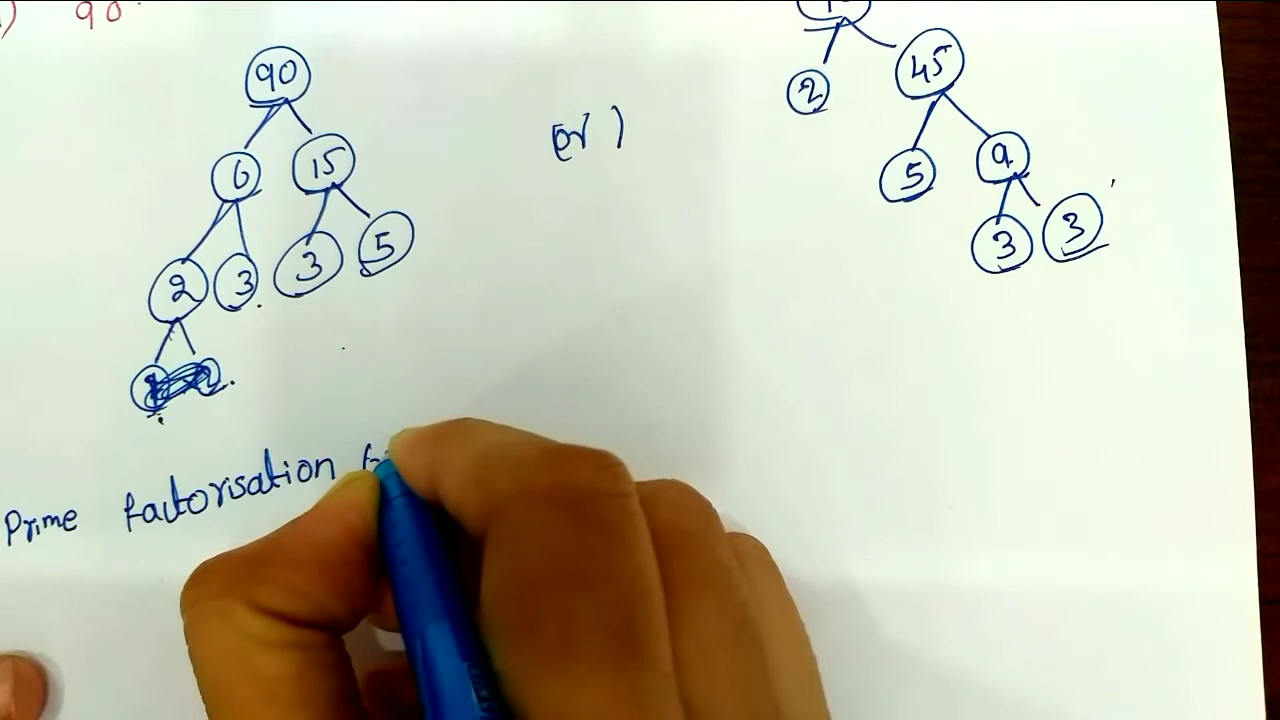 90
90
6 15
2 3 3 5
or )
2 45
5 9
3 3
Prime factorisation